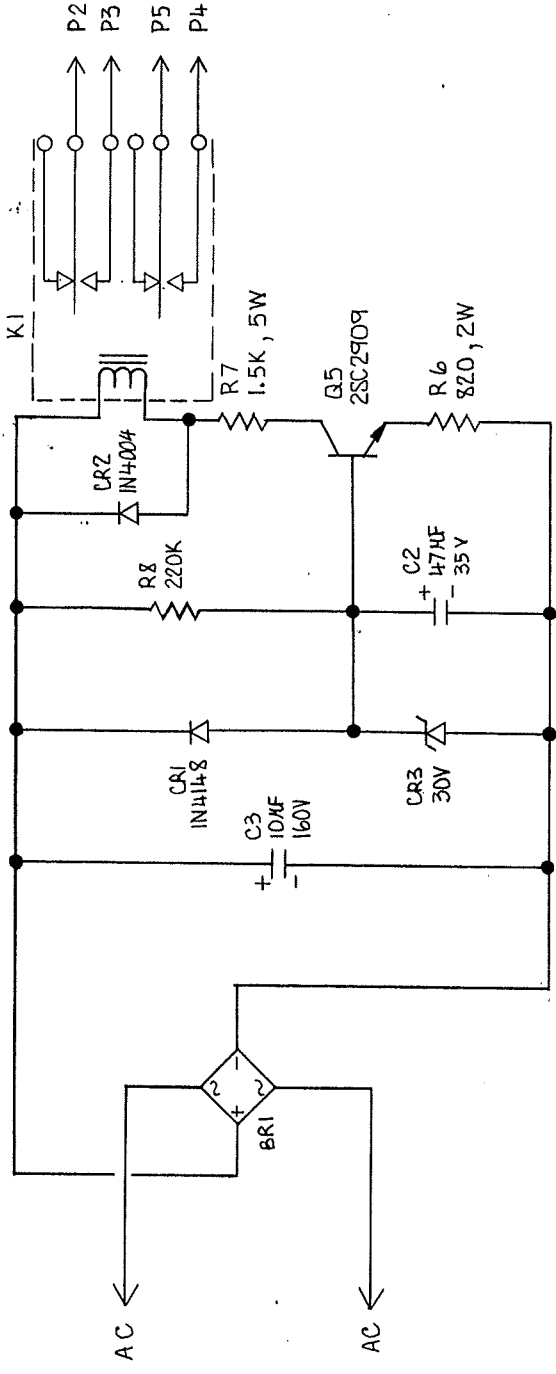 AC
AC
BR1
+
-
~
~
C3
10µF
160V
+
-
CR1
1N4148
CR3
30V
R8
220K
C2
47µF
35V
+
-
CR2
1N4004
K1
R7
1.5K, 5W
Q5
2SC2909
R6
820, 2W
P2
P3
P5
P4